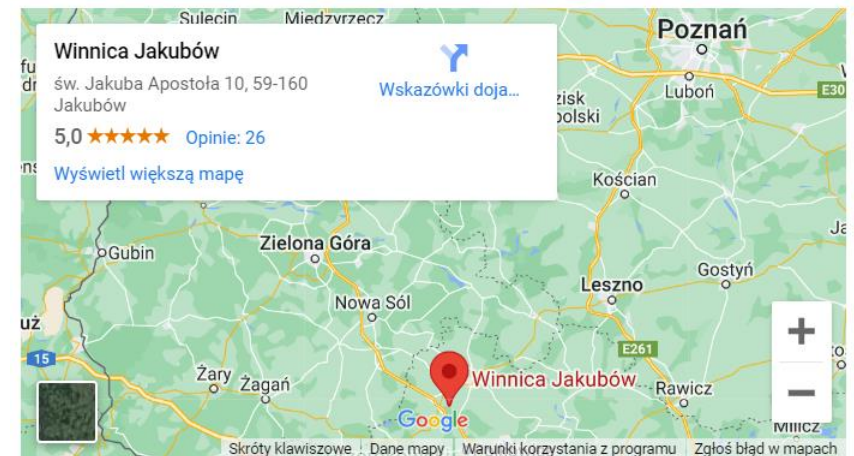 Sulęcin
Międzyrzecz
Poznań
Winnica Jakubów
św. Jakuba Apostoła 10, 59-160
Jakubów
Wskazówki doja...
5,0
Opinie: 26
Wyświetl większą mapę
Luboń
E30
Kościan
Gubin
Zielona Góra
Gostyń
Leszno
Nowa Sól
E261
15
Żary
Żagań
Winnica Jakubów
Rawicz
Google
Milicz
Skróty klawiszowe
Dane mapy
Warunki korzystania z programu
Zgłoś błąd w mapach